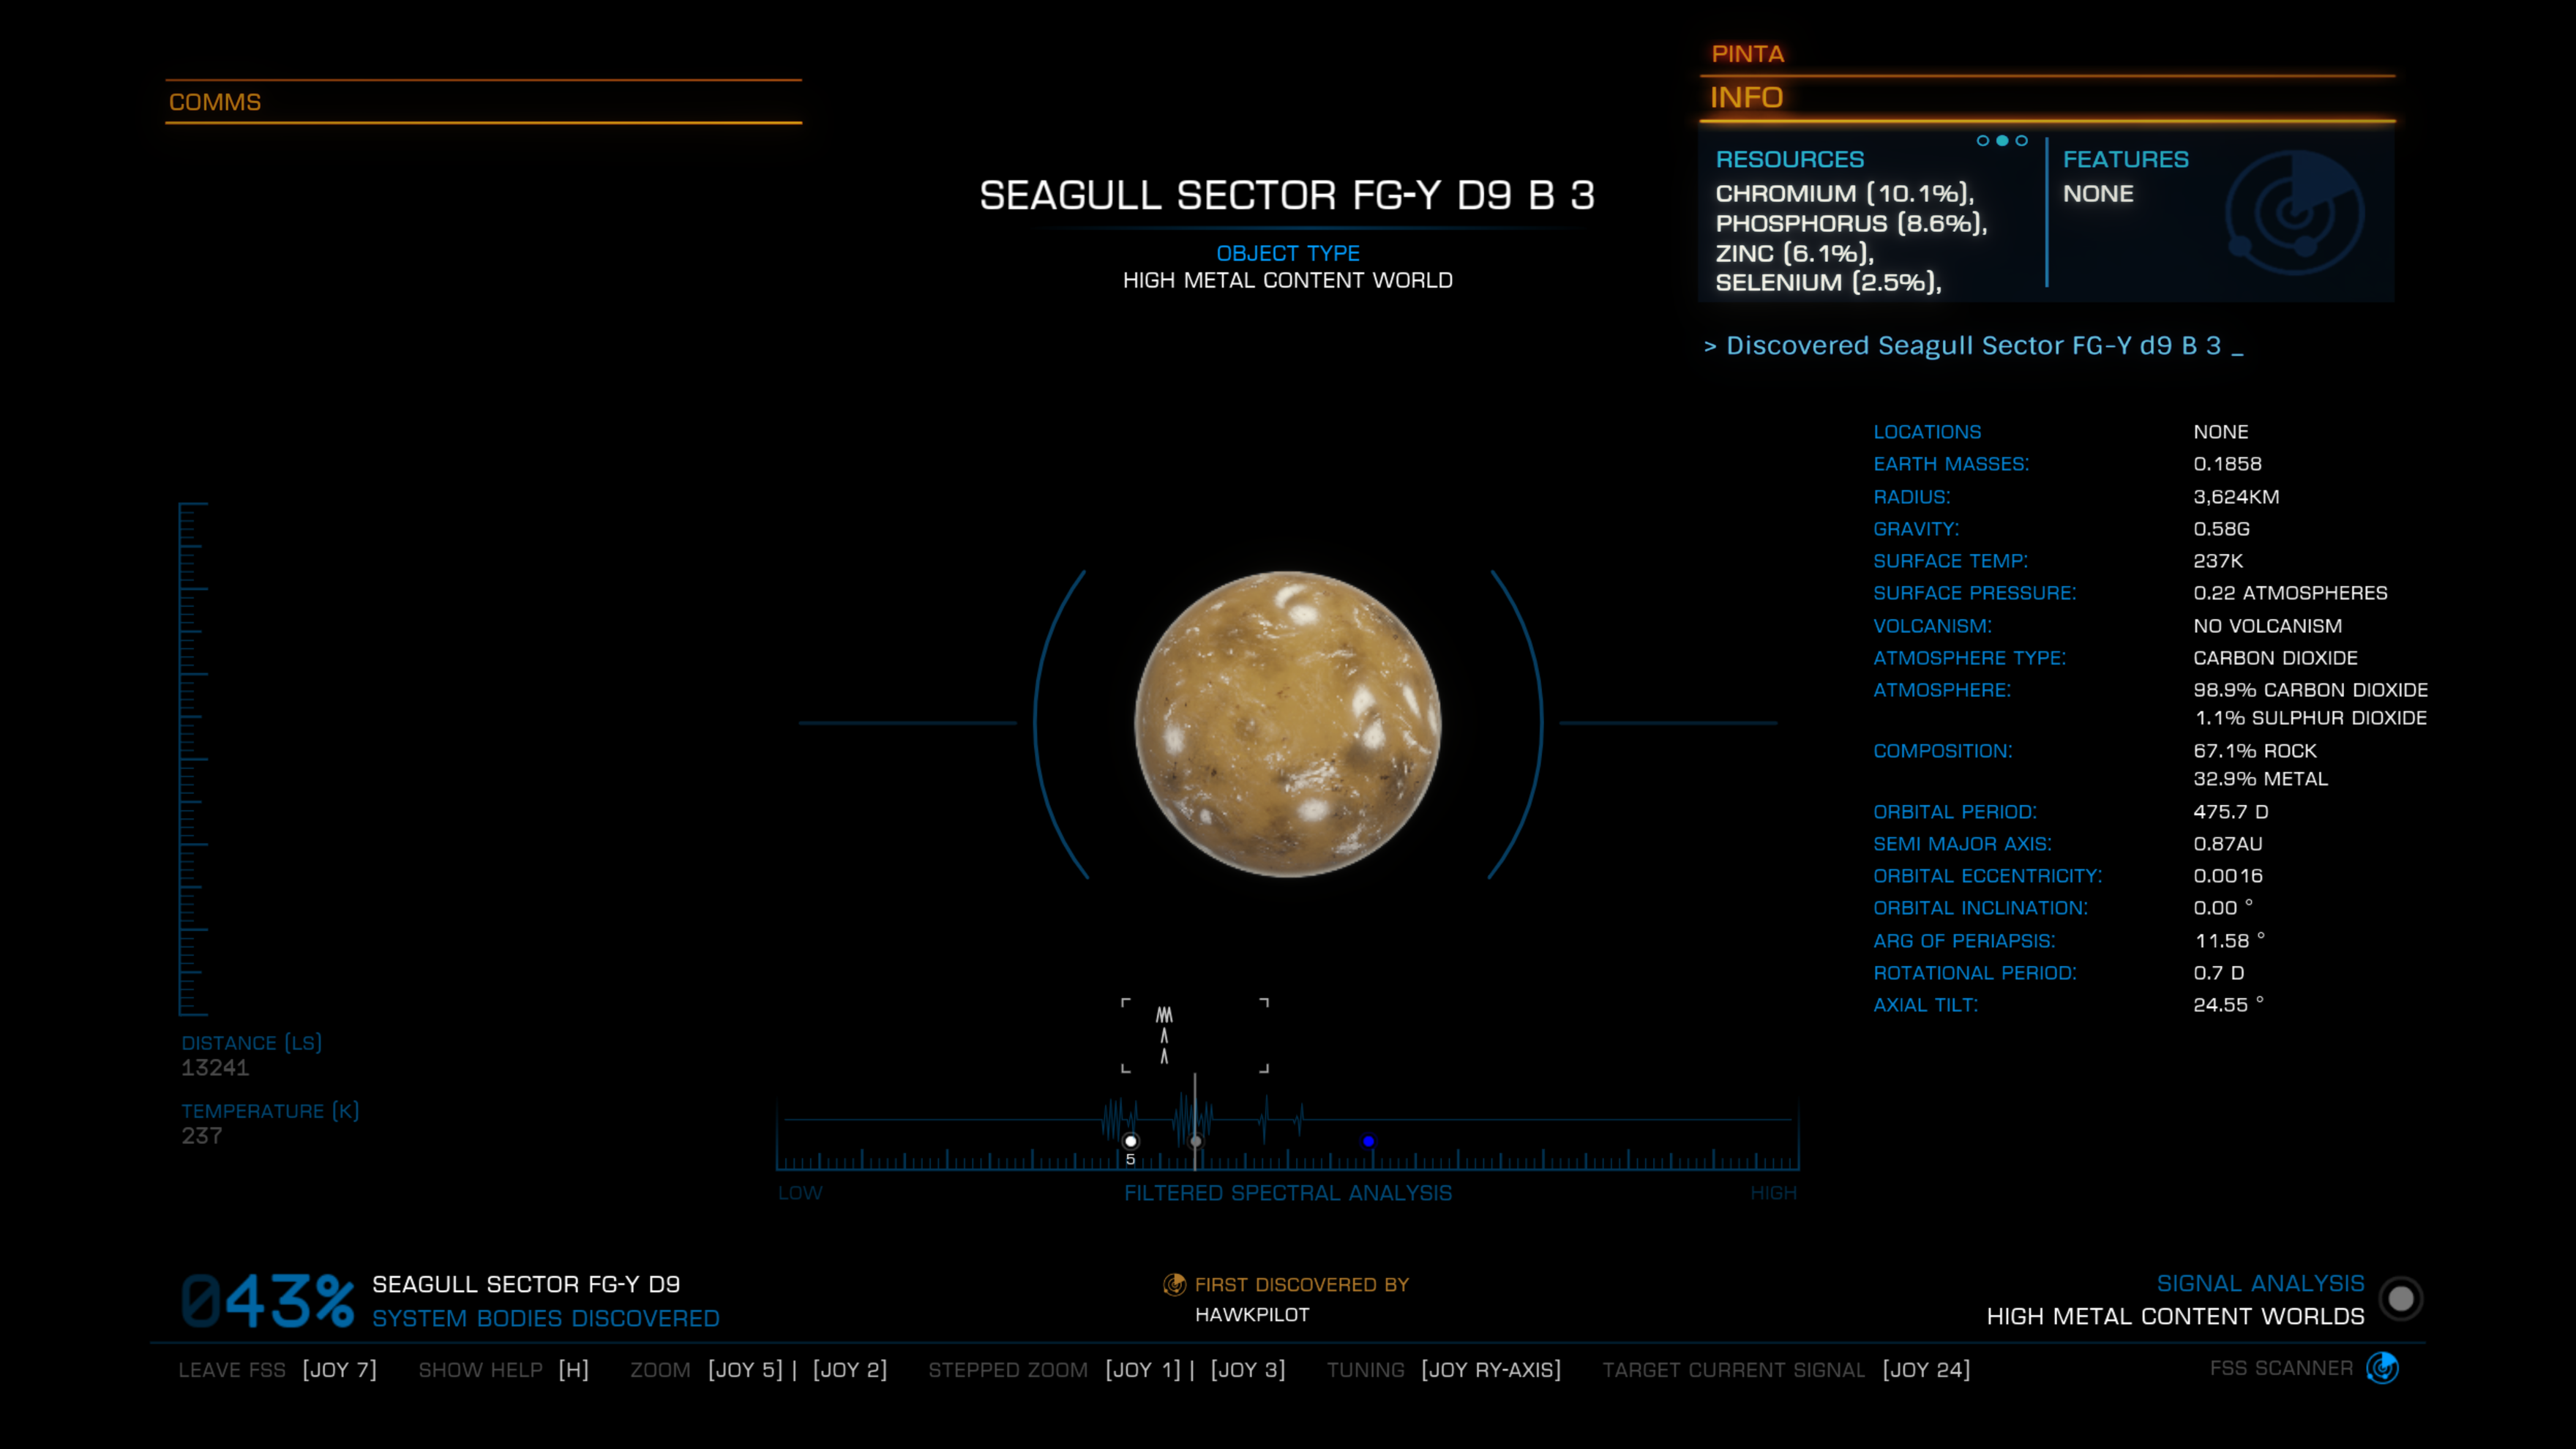 COMMS
PINTA
INFO
RESOURCES
CHROMIUM (10.1%),
PHOSPHORUS (8.6%),
ZINC (6.1%),
SELENIUM (2.5%),
FEATURES
NONE
SEAGULL SECTOR FG-Y D9 B 3
OBJECT TYPE
HIGH METAL CONTENT WORLD
> Discovered Seagull Sector FG-Y d9 B 3 _
LOCATIONS NONE
EARTH MASSES: 0.1858
RADIUS: 3,624KM
GRAVITY: 0.58G
SURFACE TEMP: 237K
SURFACE PRESSURE: 0.22 ATMOSPHERES
VOLCANISM: NO VOLCANISM
ATMOSPHERE TYPE: CARBON DIOXIDE
ATMOSPHERE: 98.9% CARBON DIOXIDE
1.1% SULPHUR DIOXIDE
COMPOSITION: 67.1% ROCK
32.9% METAL
ORBITAL PERIOD: 475.7 D
SEMI MAJOR AXIS: 0.87AU
ORBITAL ECCENTRICITY: 0.0016
ORBITAL INCLINATION: 0.00 °
ARG OF PERIAPSIS: 11.58 °
ROTATIONAL PERIOD: 0.7 D
AXIAL TILT: 24.55 °
DISTANCE (LS)
13241
TEMPERATURE (K)
237
5
LOW FILTERED SPECTRAL ANALYSIS HIGH
043% SEAGULL SECTOR FG-Y D9
SYSTEM BODIES DISCOVERED
FIRST DISCOVERED BY
HAWKPILOT
SIGNAL ANALYSIS
HIGH METAL CONTENT WORLDS
LEAVE FSS [JOY 7] SHOW HELP [H] ZOOM [JOY 5] | [JOY 2] STEPPED ZOOM [JOY 1] | [JOY 3] TUNING [JOY RY-AXIS] TARGET CURRENT SIGNAL [JOY 24] FSS SCANNER